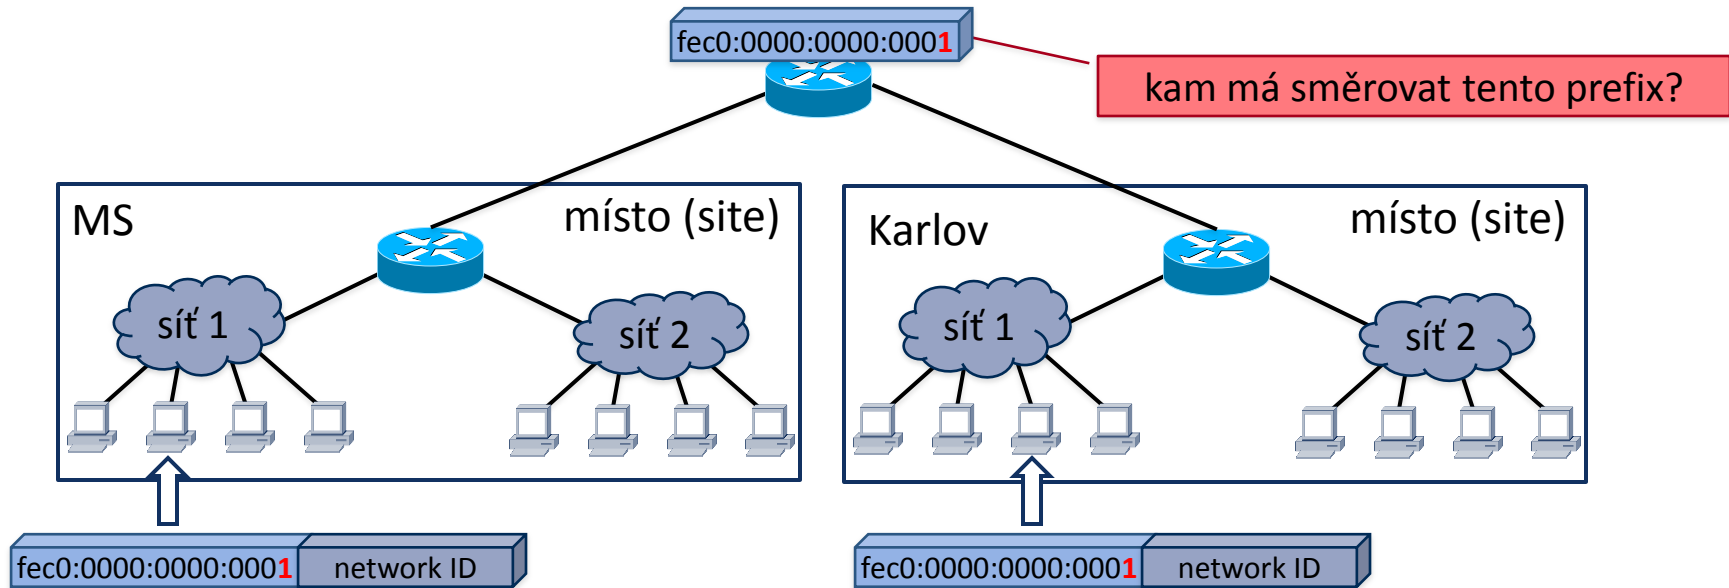 fec0:0000:0000:0001
kam má směrovat tento prefix?
MS
místo (site)
síť 1
síť 2
Karlov
místo (site)
síť 1
síť 2
fec0:0000:0000:0001 network ID
fec0:0000:0000:0001 network ID